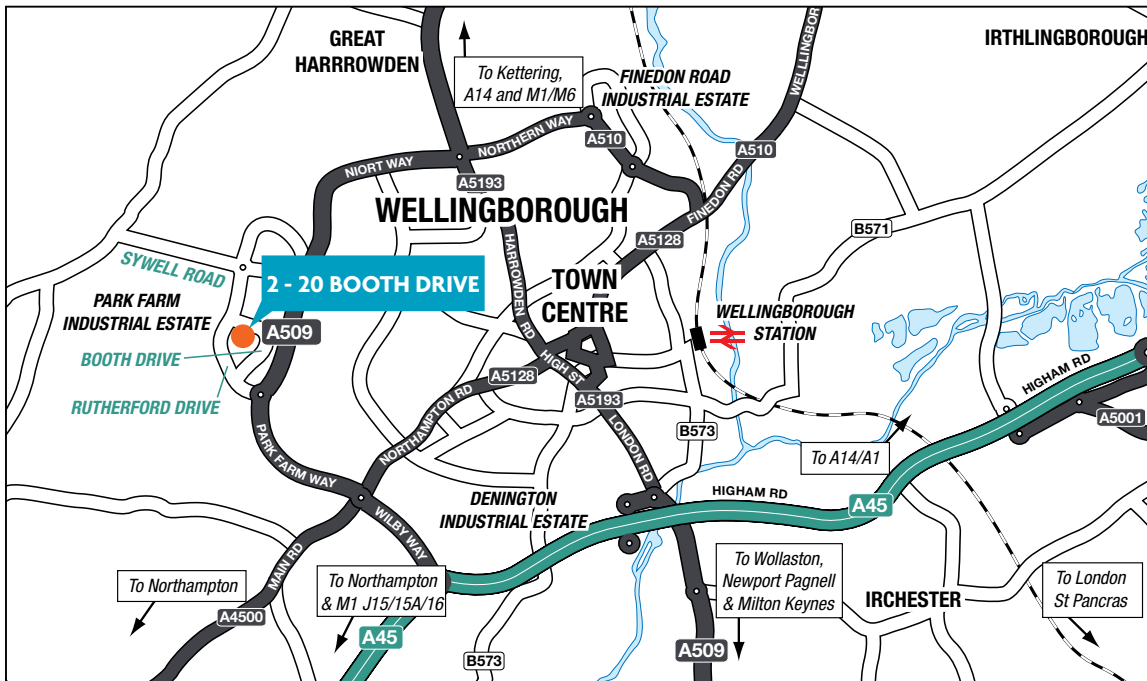 GREAT
HARRROWDEN
To Kettering,
A14 and M1/M6
FINEDON ROAD
INDUSTRIAL ESTATE
WELLLINGBOROUGH
IRTHLINGBOROUGH
NORTHERN WAY
A510
A510
NIORT WAY
A5193
FINEDON RD
WELLINGBOROUGH
A5128
B571
HARROWDEN RD
SYWELL ROAD
2 - 20 BOOTH DRIVE
TOWN
CENTRE
PARK FARM
INDUSTRIAL ESTATE
A509
WELLINGBOROUGH
STATION
BOOTH DRIVE
HIGH ST
A5128
HIGHAM RD
RUTHERFORD DRIVE
A5193
NORTHAMPTON RD
A5001
LONDON RD
B573
PARK FARM WAY
To A14/A1
HIGHAM RD
A45
DENINGTON
INDUSTRIAL ESTATE
WILBY WAY
MAIN RD
To Northampton
To Northampton
& M1 J15/15A/16
To Wollaston,
Newport Pagnell
& Milton Keynes
IRCHESTER
To London
St Pancras
A4500
A45
B573
A509